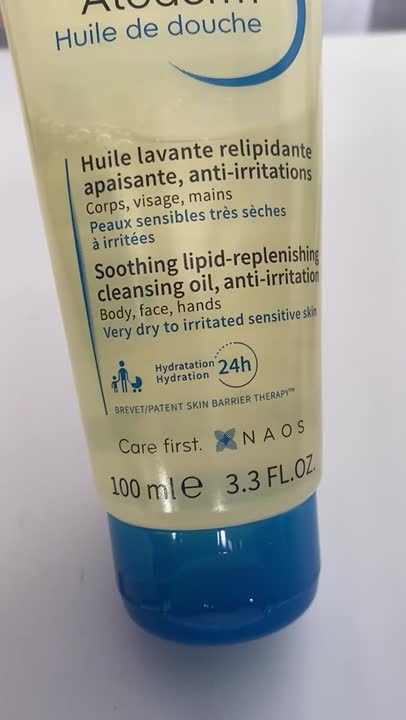 Atoderm
Huile de douche
Huile lavante relipidante
apaisante, anti-irritations
Corps, visage, mains
Peaux sensibles très sèches
à irritées
Soothing lipid-replenishing
cleansing oil, anti-irritation
Body, face, hands
Very dry to irritated sensitive skin
Hydratation 24h
Hydration
BREVET/PATENT SKIN BARRIER THERAPY™
Care first. NAOS
100 ml e 3.3 FL.OZ.